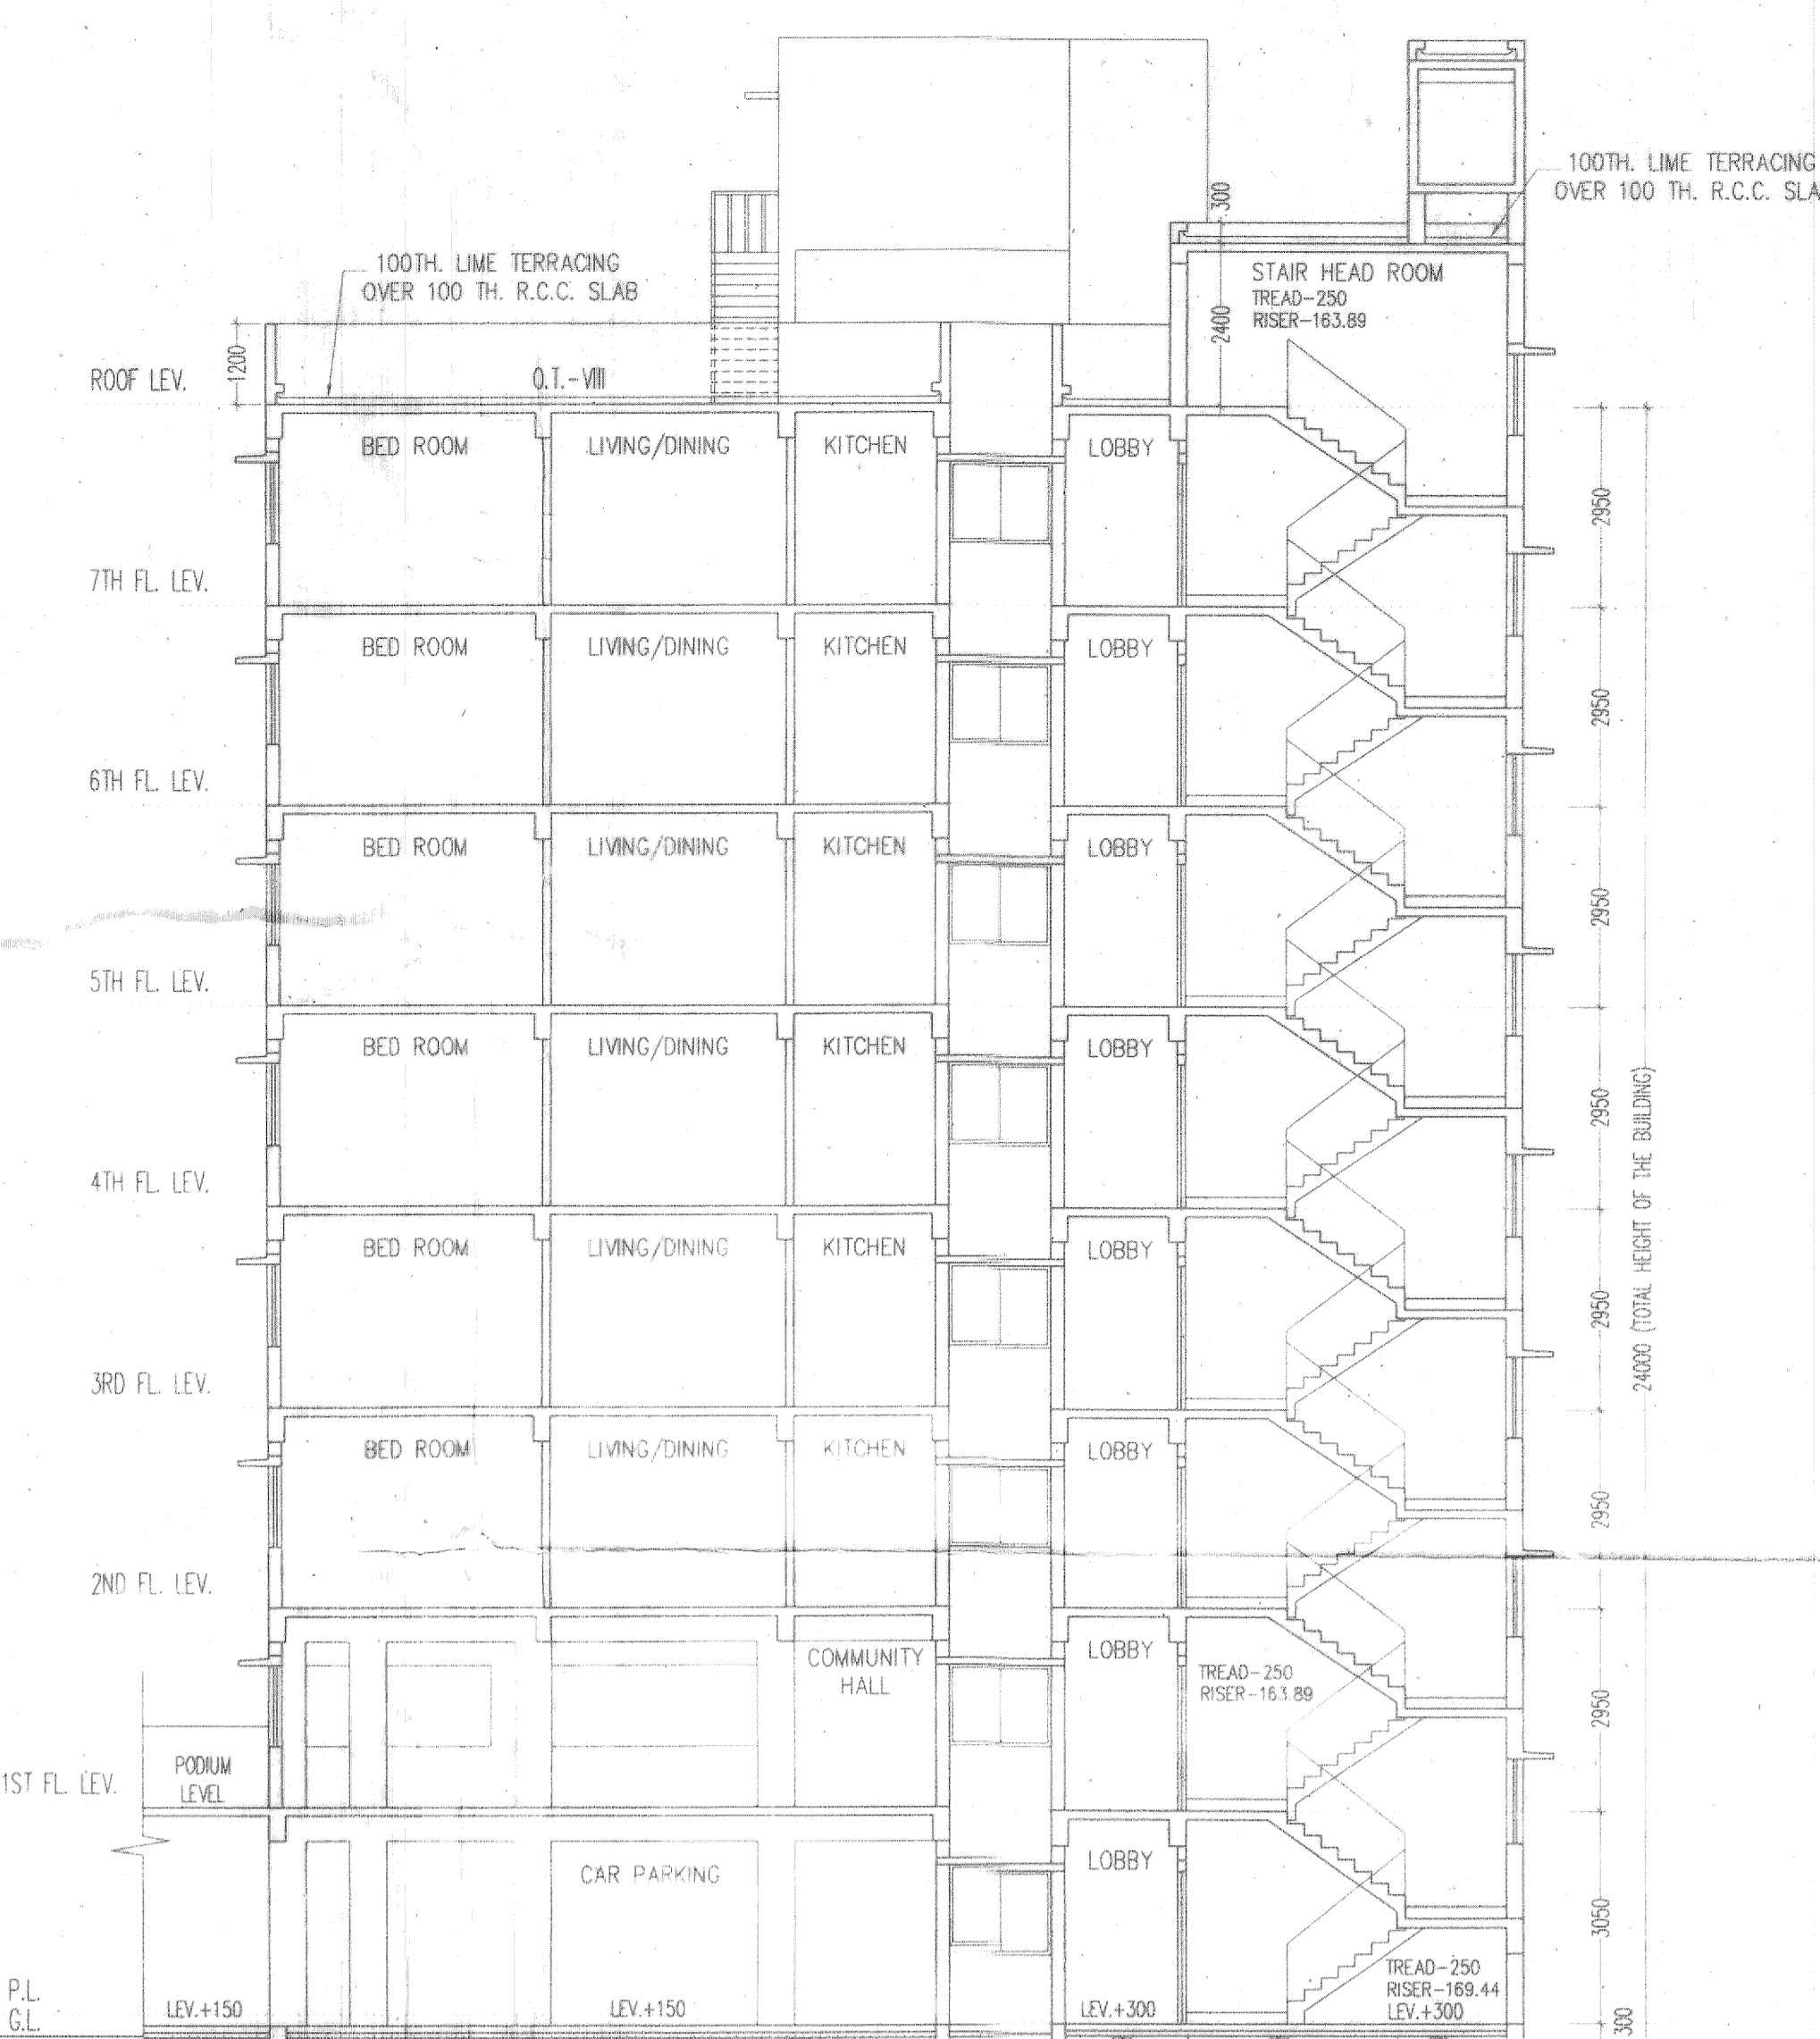 300
100TH. LIME TERRACING
OVER 100 TH. R.C.C. SLA
100TH. LIME TERRACING
OVER 100 TH. R.C.C. SLAB
STAIR HEAD ROOM
TREAD-250
RISER-163.89
2400
1200
ROOF LEV.
O.T.-VIII
BED ROOM
LIVING/DINING
KITCHEN
LOBBY
2950
7TH FL. LEV.
BED ROOM
LIVING/DINING
KITCHEN
LOBBY
2950
6TH FL. LEV.
BED ROOM
LIVING/DINING
KITCHEN
LOBBY
2950
5TH FL. LEV.
BED ROOM
LIVING/DINING
KITCHEN
LOBBY
2950
24000 (TOTAL HEIGHT OF THE BUILDING)
4TH FL. LEV.
BED ROOM
LIVING/DINING
KITCHEN
LOBBY
2950
3RD FL. LEV.
BED ROOM
LIVING/DINING
KITCHEN
LOBBY
2950
2ND FL. LEV.
COMMUNITY
HALL
LOBBY
TREAD-250
RISER-163.89
2950
1ST FL. LEV.
PODIUM
LEVEL
CAR PARKING
LOBBY
3050
TREAD-250
RISER-169.44
LEV.+300
P.L.
G.L.
LEV.+150
LEV.+150
LEV.+300
300